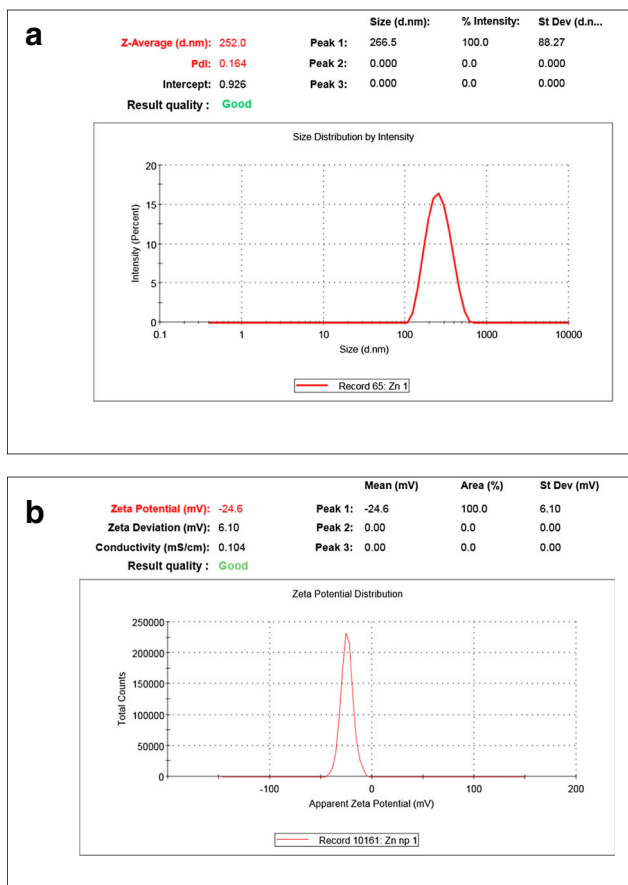 a
Size (d.nm): % Intensity: St Dev (d.n...
Z-Average (d.nm): 252.0 Peak 1: 266.5 100.0 88.27
PdI: 0.164 Peak 2: 0.000 0.0 0.000
Intercept: 0.926 Peak 3: 0.000 0.0 0.000
Result quality : Good
Size Distribution by Intensity
20
15
10
5
0
Intensity (Percent)
0.1 1 10 100 1000 10000
Size (d.nm)
Record 65: Zn 1
b
Mean (mV) Area (%) St Dev (mV)
Zeta Potential (mV): -24.6 Peak 1: -24.6 100.0 6.10
Zeta Deviation (mV): 6.10 Peak 2: 0.00 0.0 0.00
Conductivity (mS/cm): 0.104 Peak 3: 0.00 0.0 0.00
Result quality : Good
Zeta Potential Distribution
250000
200000
150000
100000
50000
0
Total Counts
-100 0 100 200
Apparent Zeta Potential (mV)
Record 10161: Zn np 1